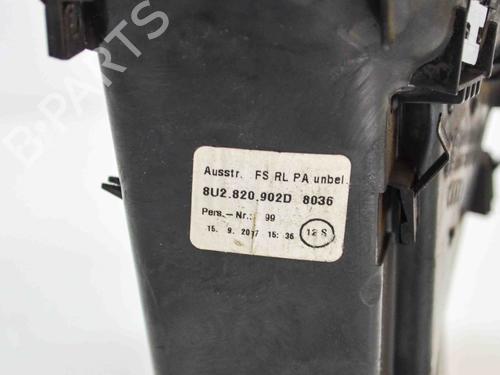 B-PARTS
Ausstr. FS RL PA unbel.
8U2.820.902D 8036
Pers.-Nr.: 99
15. 9. 2017 15:36 12 S